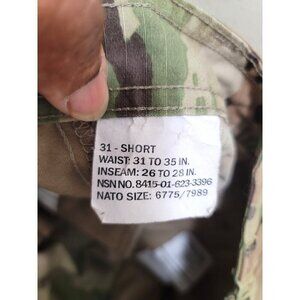 31 - SHORT
WAIST: 31 TO 35 IN.
INSEAM: 26 TO 28 IN.
NSN NO. 8415-01-623-3396
NATO SIZE: 6775/7989